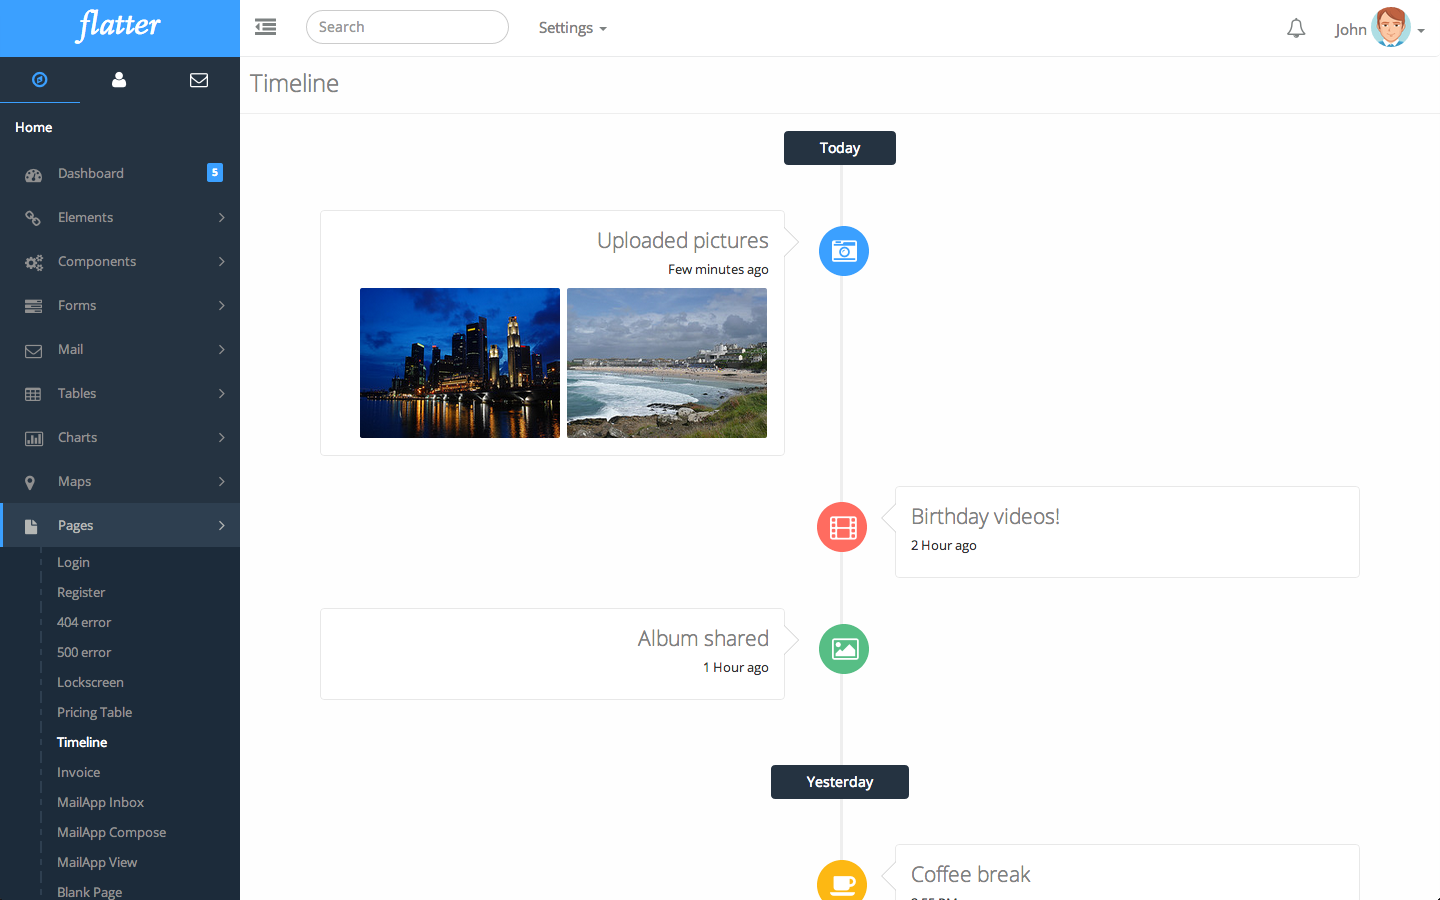 flatter
Search
Settings
John
Home
Dashboard 5
Elements
Components
Forms
Mail
Tables
Charts
Maps
Pages
Login
Register
404 error
500 error
Lockscreen
Pricing Table
Timeline
Invoice
MailApp Inbox
MailApp Compose
MailApp View
Blank Page
Timeline
Today
Uploaded pictures
Few minutes ago
Birthday videos!
2 Hour ago
Album shared
1 Hour ago
Yesterday
Coffee break